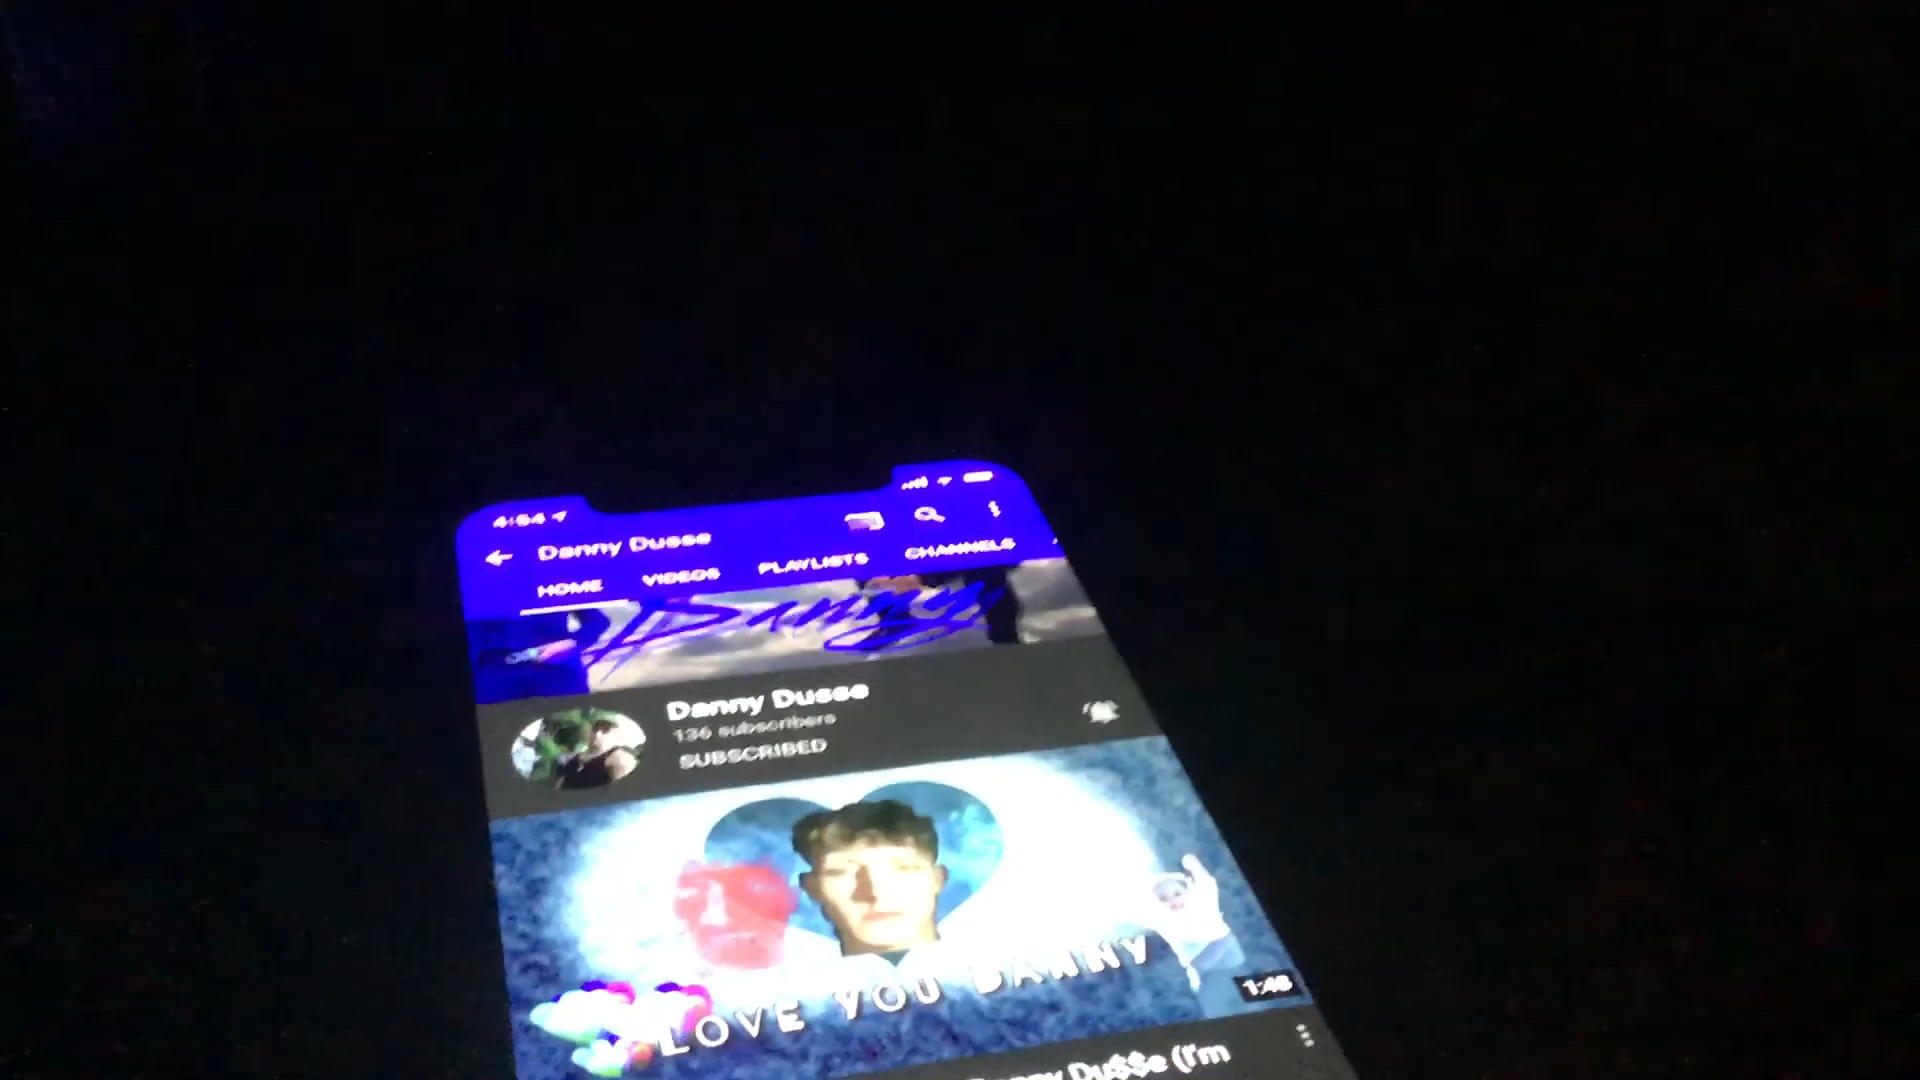 4:54
Danny Dusse
HOME VIDEOS PLAYLISTS CHANNELS
Danny
Danny Dusse
136 subscribers
SUBSCRIBED
LOVE YOU DANNY
1:48
Du$$e (I'm